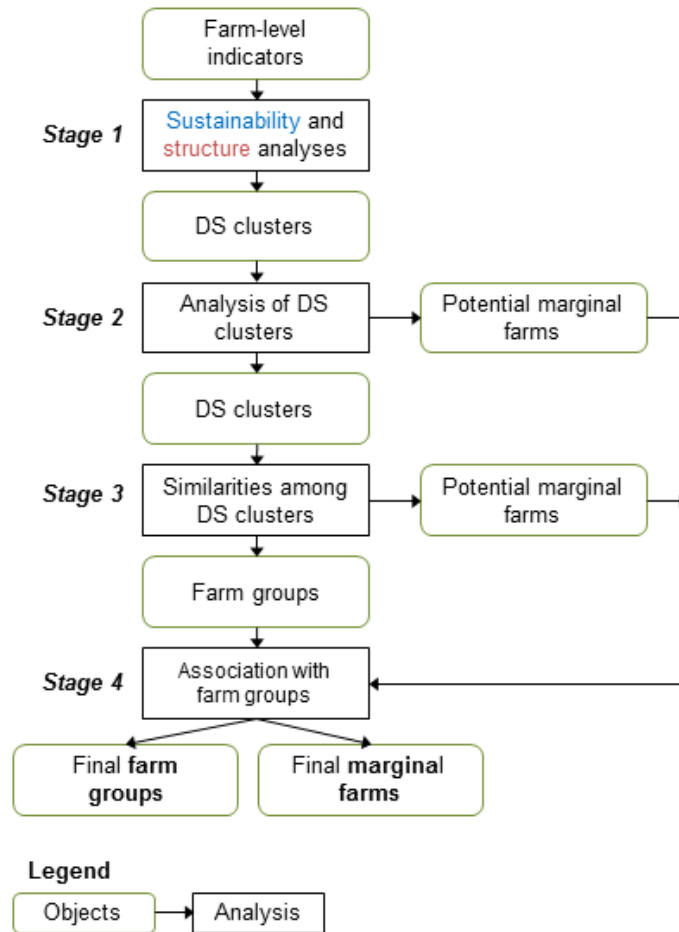 Farm-level
indicators
Stage 1
Sustainability and
structure analyses
DS clusters
Stage 2
Analysis of DS
clusters
Potential marginal
farms
DS clusters
Stage 3
Similarities among
DS clusters
Potential marginal
farms
Farm groups
Stage 4
Association with
farm groups
Final farm
groups
Final marginal
farms
Legend
Objects
Analysis